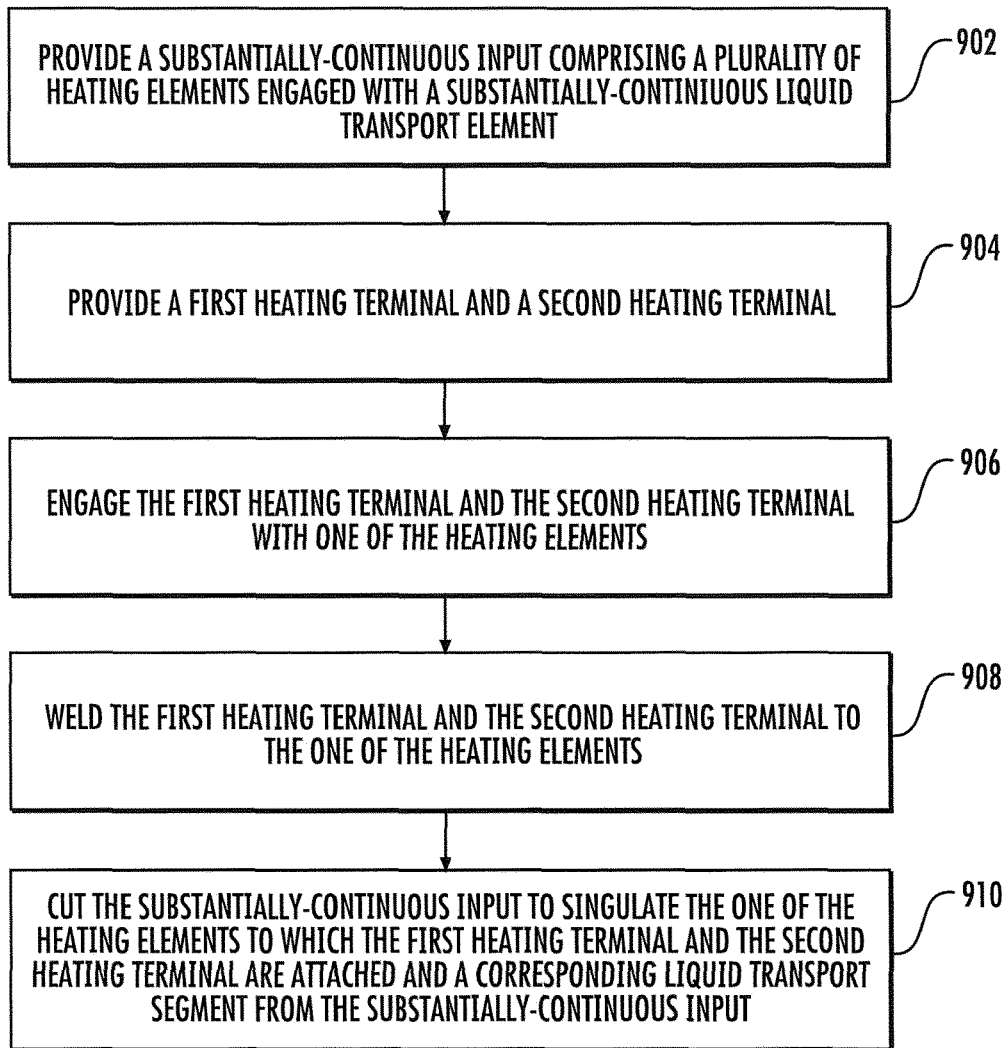 PROVIDE A SUBSTANTIALLY-CONTINUOUS INPUT COMPRISING A PLURALITY OF
HEATING ELEMENTS ENGAGED WITH A SUBSTANTIALLY-CONTINIUOUS LIQUID
TRANSPORT ELEMENT
902
PROVIDE A FIRST HEATING TERMINAL AND A SECOND HEATING TERMINAL
904
ENGAGE THE FIRST HEATING TERMINAL AND THE SECOND HEATING TERMINAL
WITH ONE OF THE HEATING ELEMENTS
906
WELD THE FIRST HEATING TERMINAL AND THE SECOND HEATING TERMINAL TO
THE ONE OF THE HEATING ELEMENTS
908
CUT THE SUBSTANTIALLY-CONTINUOUS INPUT TO SINGULATE THE ONE OF THE
HEATING ELEMENTS TO WHICH THE FIRST HEATING TERMINAL AND THE SECOND
HEATING TERMINAL ARE ATTACHED AND A CORRESPONDING LIQUID TRANSPORT
SEGMENT FROM THE SUBSTANTIALLY-CONTINUOUS INPUT
910